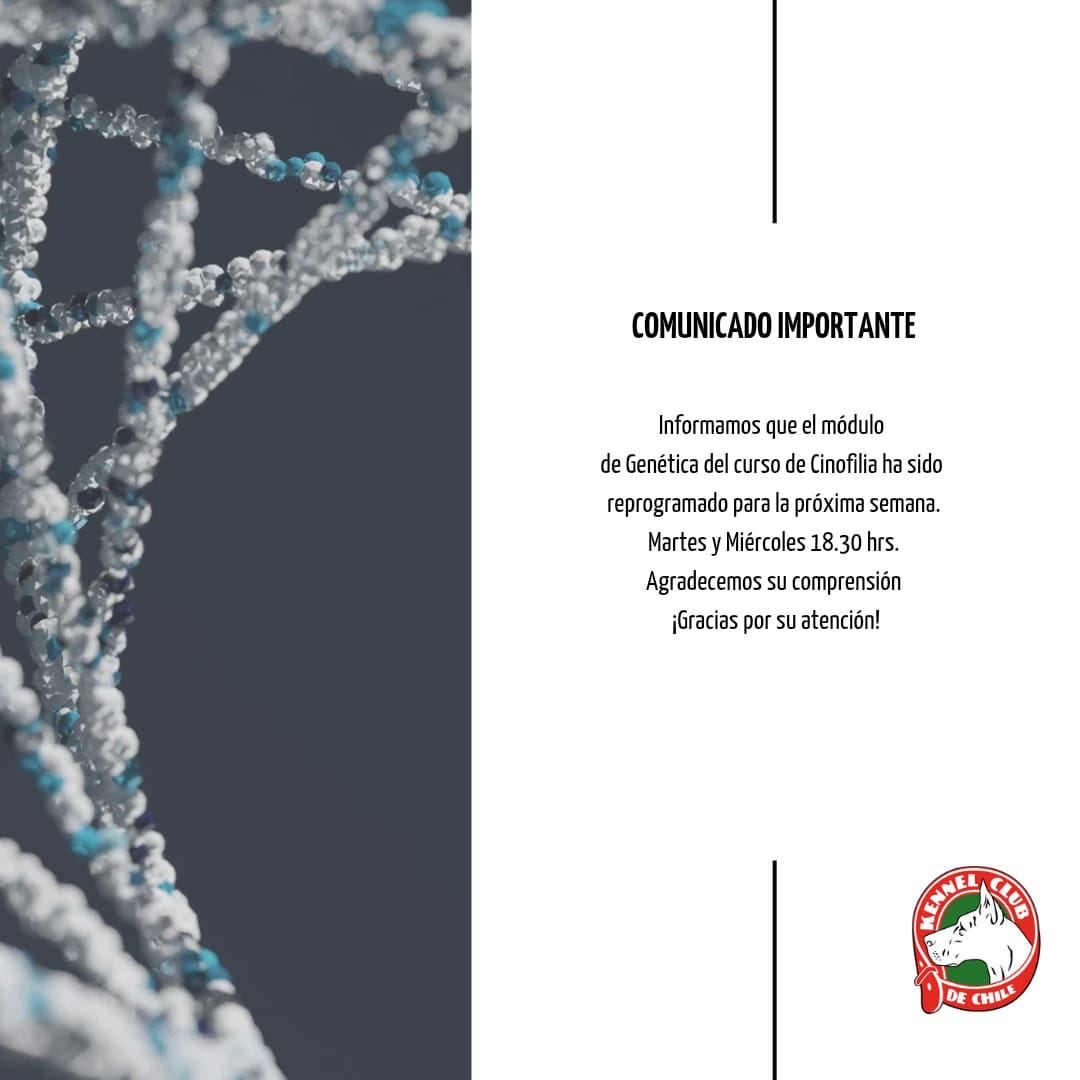 COMUNICADO IMPORTANTE
Informamos que el módulo
de Genética del curso de Cinofilia ha sido
reprogramado para la próxima semana.
Martes y Miércoles 18.30 hrs.
Agradecemos su comprensión
¡Gracias por su atención!
KENNEL CLUB
DE CHILE